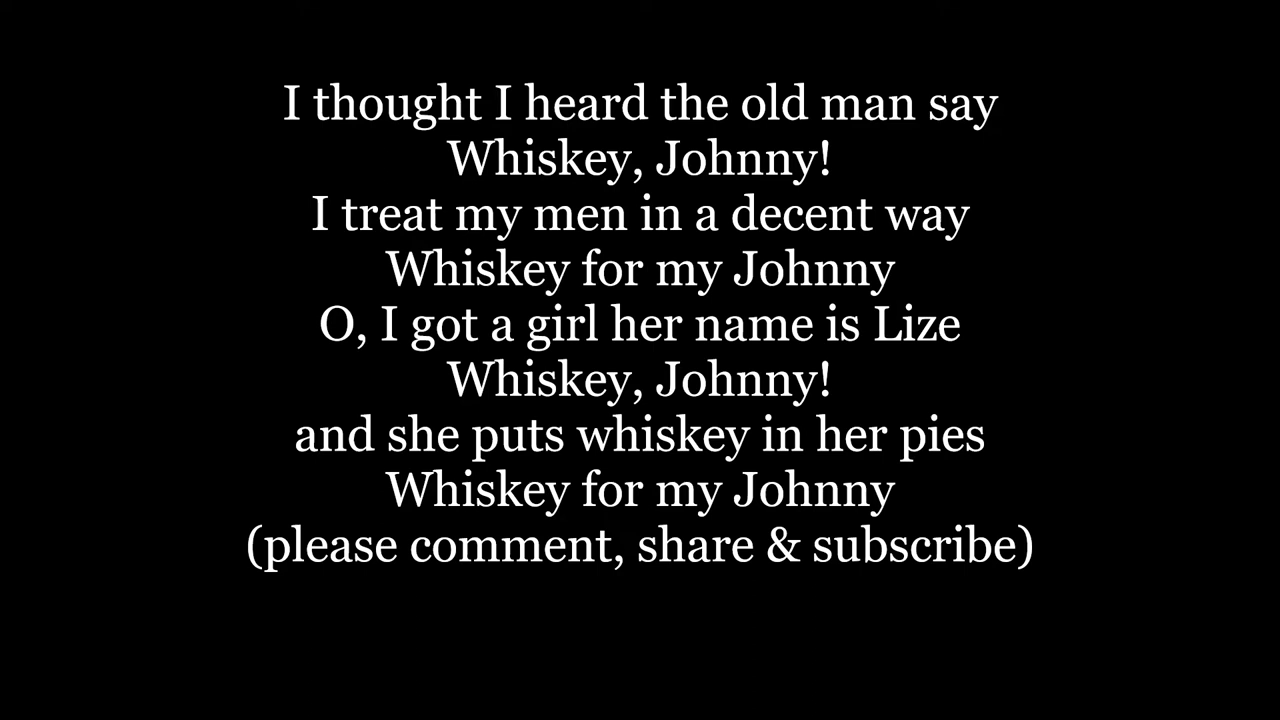 I thought I heard the old man say
Whiskey, Johnny!
I treat my men in a decent way
Whiskey for my Johnny
O, I got a girl her name is Lize
Whiskey, Johnny!
and she puts whiskey in her pies
Whiskey for my Johnny
(please comment, share & subscribe)